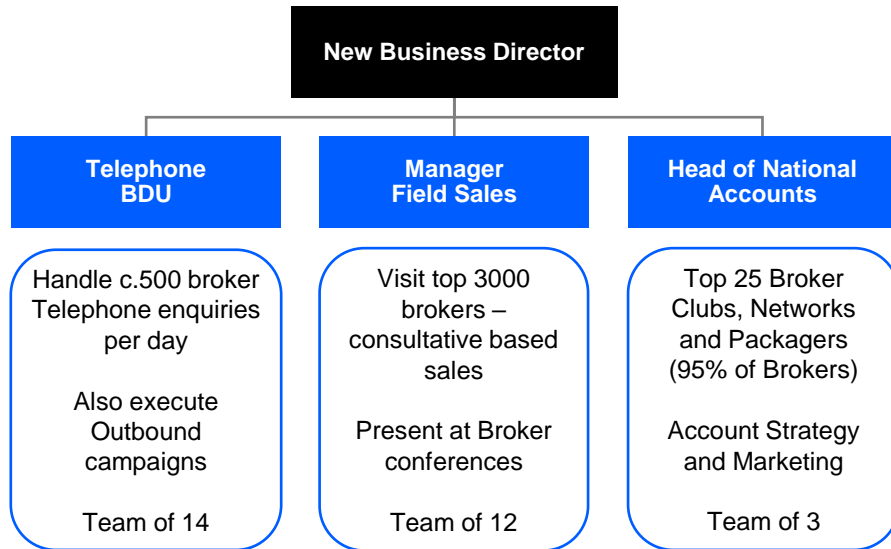 New Business Director
Telephone
BDU
Manager
Field Sales
Head of National
Accounts
Handle c.500 broker
Telephone enquiries
per day
Also execute
Outbound
campaigns
Team of 14
Visit top 3000
brokers –
consultative based
sales
Present at Broker
conferences
Team of 12
Top 25 Broker
Clubs, Networks
and Packagers
(95% of Brokers)
Account Strategy
and Marketing
Team of 3